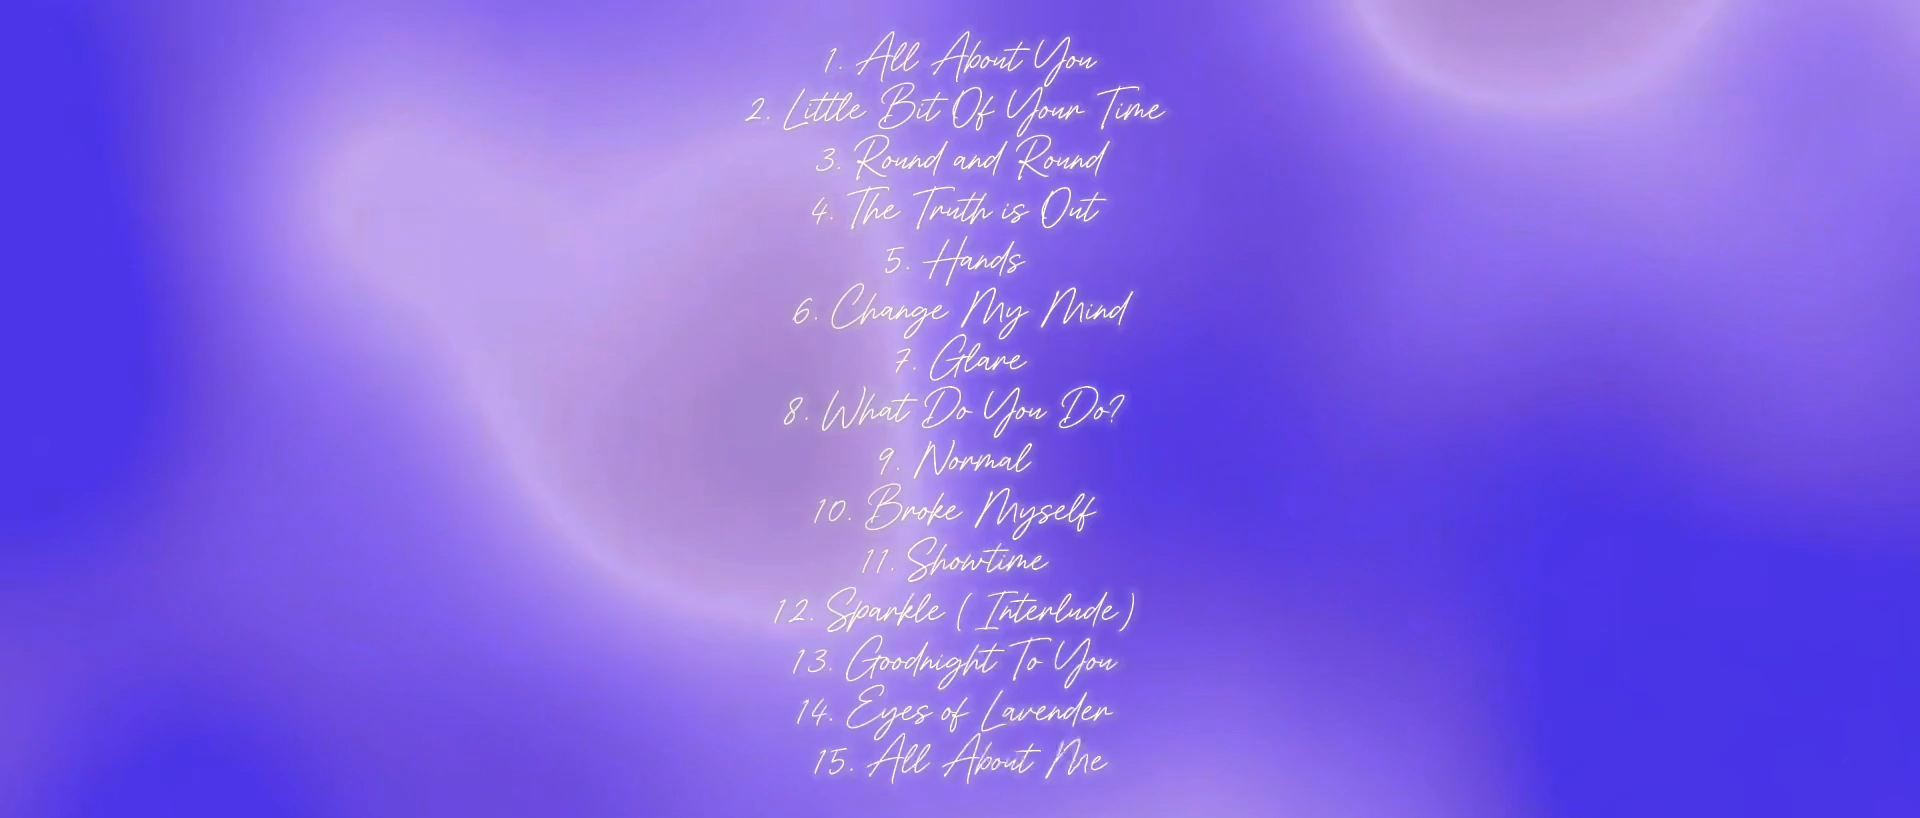 1. All About You
2. Little Bit Of Your Time
3. Round and Round
4. The Truth is Out
5. Hands
6. Change My Mind
7. Glare
8. What Do You Do?
9. Normal
10. Broke Myself
11. Showtime
12. Sparkle (Interlude)
13. Goodnight To You
14. Eyes of Lavender
15. All About Me